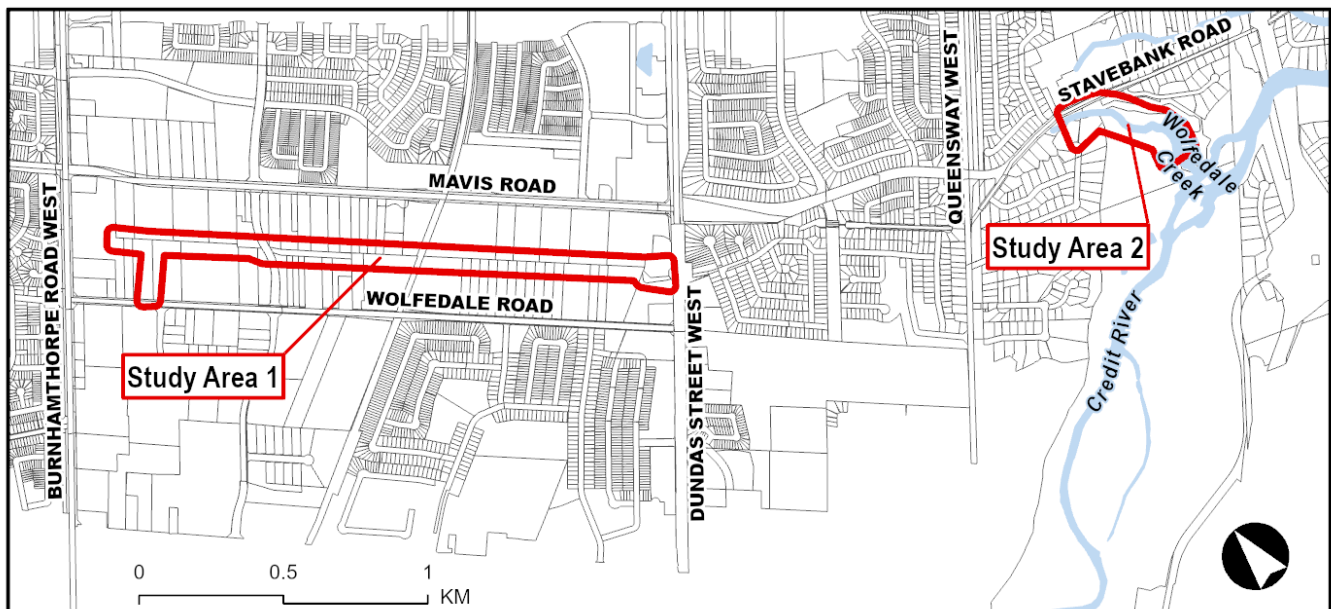 STAVEBANK ROAD
Wolfedale
Creek
MAVIS ROAD
BURNHAMTHORPE ROAD WEST
QUEENSWAY WEST
Study Area 2
WOLFEDALE ROAD
Study Area 1
DUNDAS STREET WEST
Credit River
0 0.5 1
KM